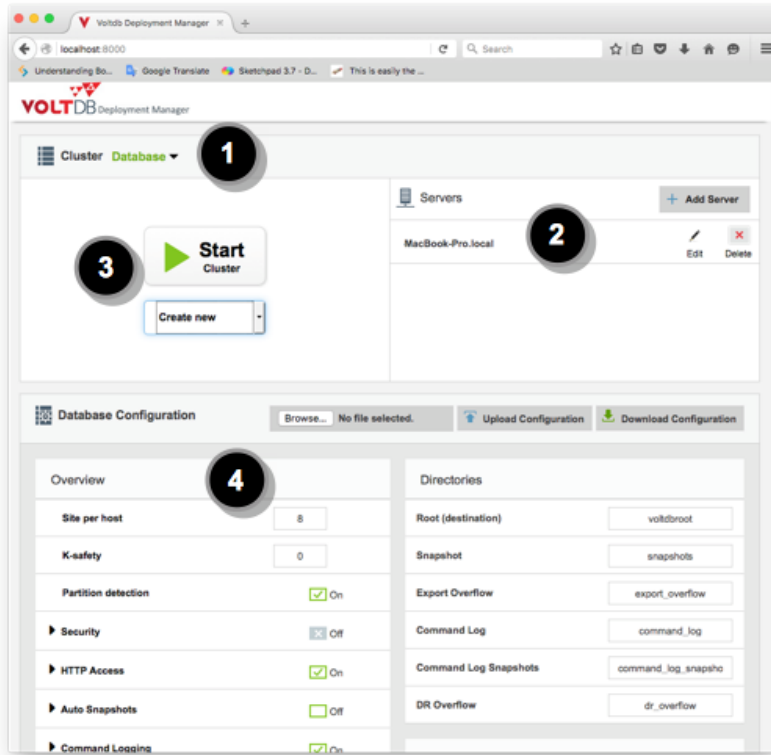 Voltdb Deployment Manager
localhost:8000
Search
Understanding Bo...
Google Translate
Sketchpad 3.7 - D...
This is easily the ...
VOLTDB Deployment Manager
Cluster Database
1
Servers
Add Server
MacBook-Pro.local
2
Edit
Delete
3
Start
Cluster
Create new
Database Configuration
Browse... No file selected.
Upload Configuration
Download Configuration
4
Overview
Site per host 8
K-safety 0
Partition detection On
Security Off
HTTP Access On
Auto Snapshots Off
Command Logging On
Directories
Root (destination) voltdbroot
Snapshot snapshots
Export Overflow export_overflow
Command Log command_log
Command Log Snapshots command_log_snapsho
DR Overflow dr_overflow